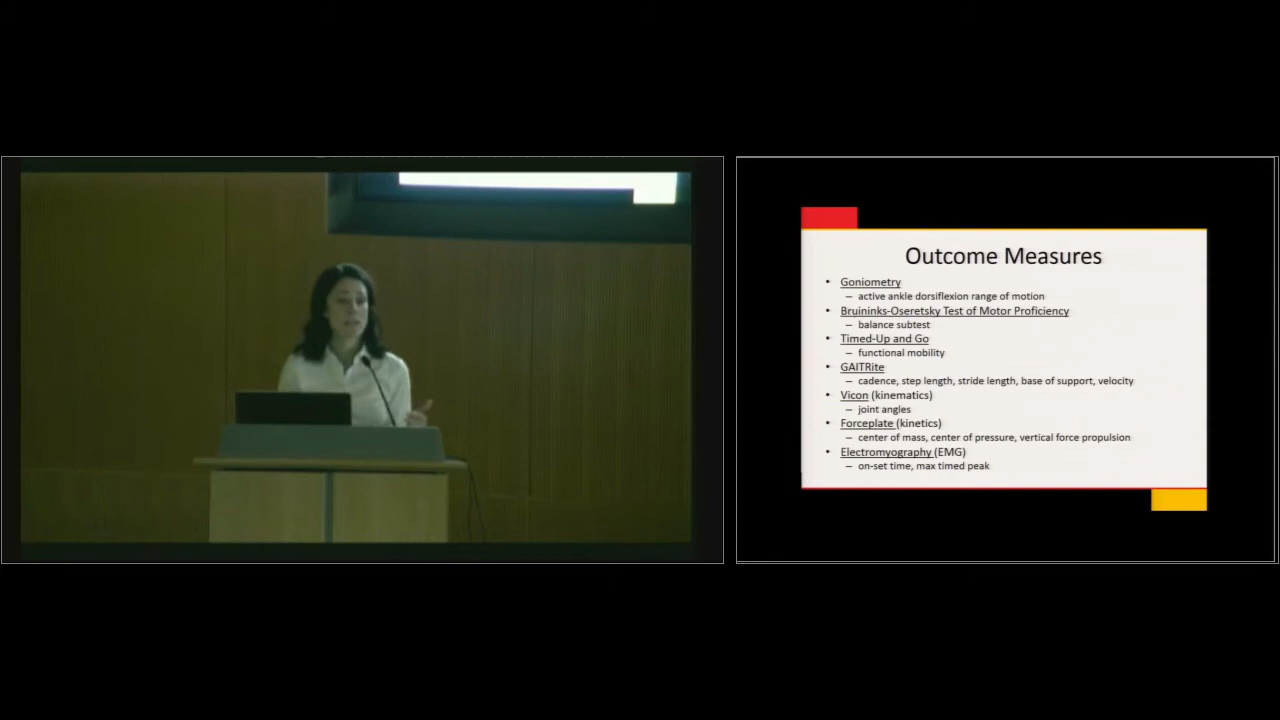 Outcome Measures
• Goniometry
– active ankle dorsiflexion range of motion
• Bruininks-Oseretsky Test of Motor Proficiency
– balance subtest
• Timed-Up and Go
– functional mobility
• GAITRite
– cadence, step length, stride length, base of support, velocity
• Vicon (kinematics)
– joint angles
• Forceplate (kinetics)
– center of mass, center of pressure, vertical force propulsion
• Electromyography (EMG)
– on-set time, max timed peak